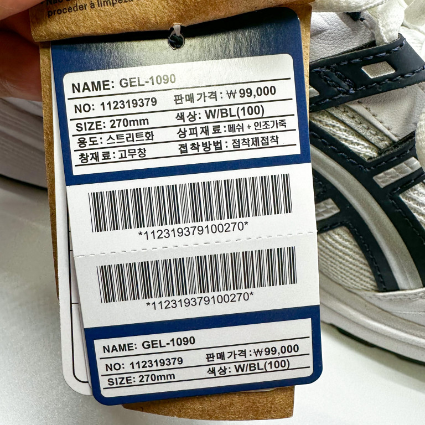 proceder a limpeza
NAME: GEL-1090
NO: 112319379 판매가격: ₩99,000
SIZE: 270mm 색상: W/BL(100)
용도: 스트리트화 상피재료: 메쉬 + 인조가죽
창재료: 고무창 접착방법: 접착재접착
*112319379100270*
*112319379100270*
NAME: GEL-1090
NO: 112319379 판매가격: ₩99,000
SIZE: 270mm 색상: W/BL(100)